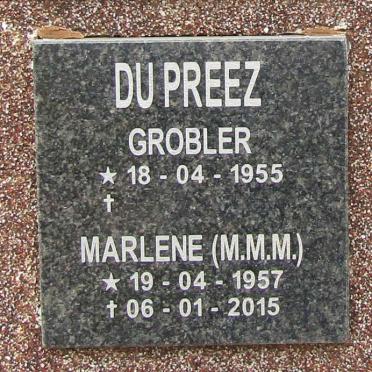 DU PREEZ
GROBLER
★ 18 - 04 - 1955
†
MARLENE (M.M.M.)
★ 19 - 04 - 1957
† 06 - 01 - 2015